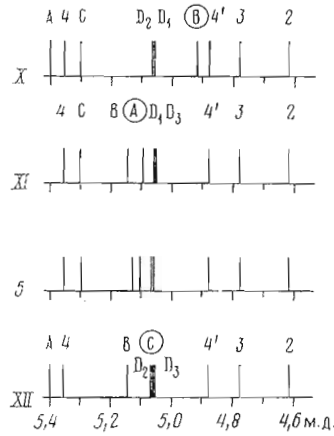 A 4 C D₂ D₁ B 4' 3 2
X
4 C B A D₁ D₃ 4' 3 2
XI
5
A 4 B C 4' 3 2
D₂ D₃
XII
5,4 5,2 5,0 4,8 4,6 м.д.